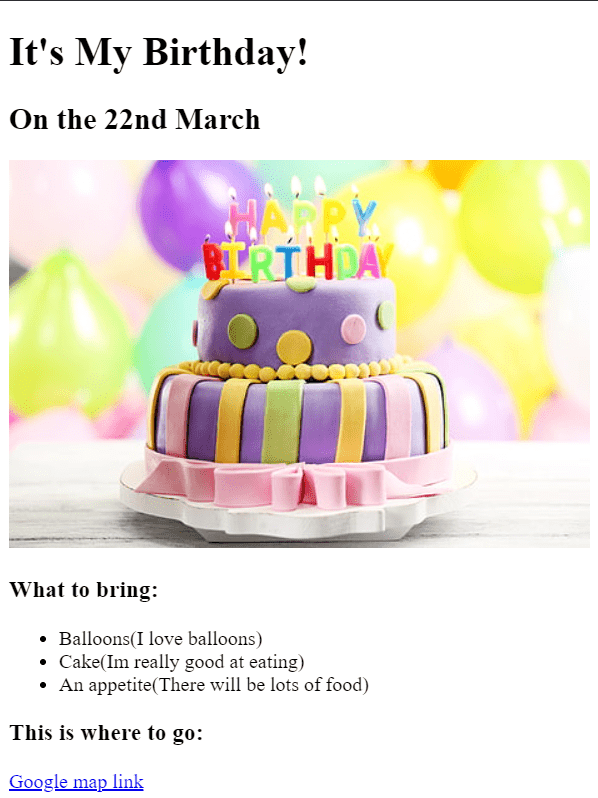 It's My Birthday!
On the 22nd March
HAPPY
BIRTHDAY
What to bring:
Balloons(I love balloons)
Cake(Im really good at eating)
An appetite(There will be lots of food)
This is where to go:
Google map link